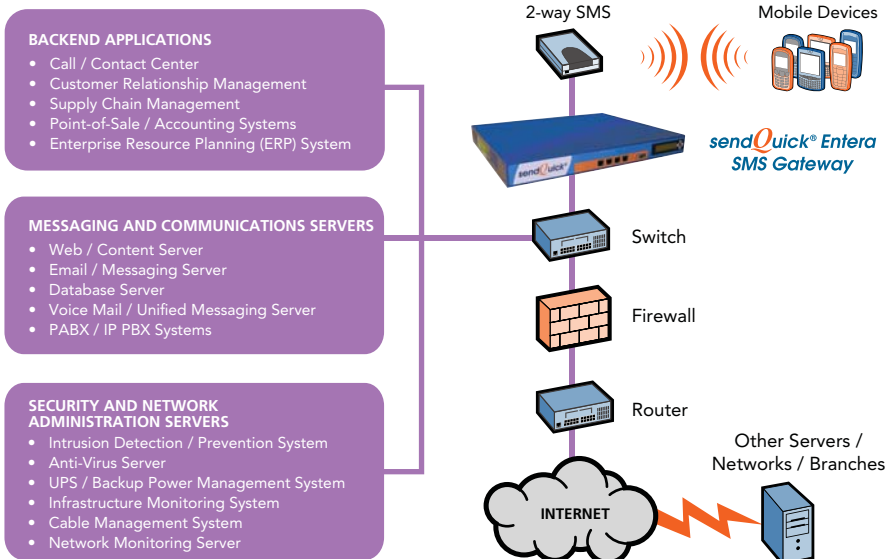 BACKEND APPLICATIONS
• Call / Contact Center
• Customer Relationship Management
• Supply Chain Management
• Point-of-Sale / Accounting Systems
• Enterprise Resource Planning (ERP) System
MESSAGING AND COMMUNICATIONS SERVERS
• Web / Content Server
• Email / Messaging Server
• Database Server
• Voice Mail / Unified Messaging Server
• PABX / IP PBX Systems
SECURITY AND NETWORK
ADMINISTRATION SERVERS
• Intrusion Detection / Prevention System
• Anti-Virus Server
• UPS / Backup Power Management System
• Infrastructure Monitoring System
• Cable Management System
• Network Monitoring Server
2-way SMS
Mobile Devices
sendQuick®
sendQuick® Entera
SMS Gateway
Switch
Firewall
Router
INTERNET
Other Servers /
Networks / Branches